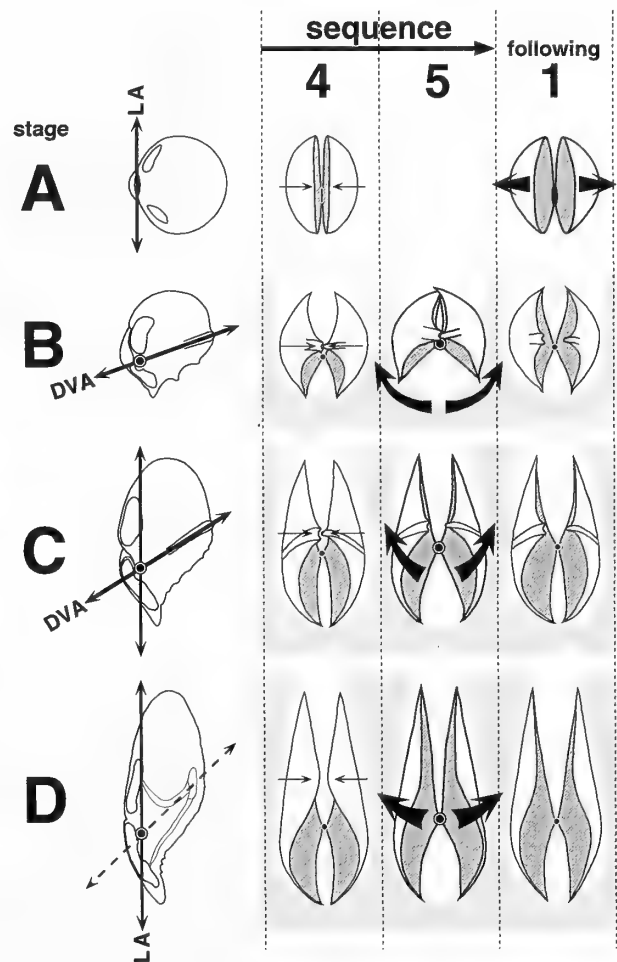 sequence
following
4 5 1
stage
LA
A
B
DVA
C
DVA
D
LA